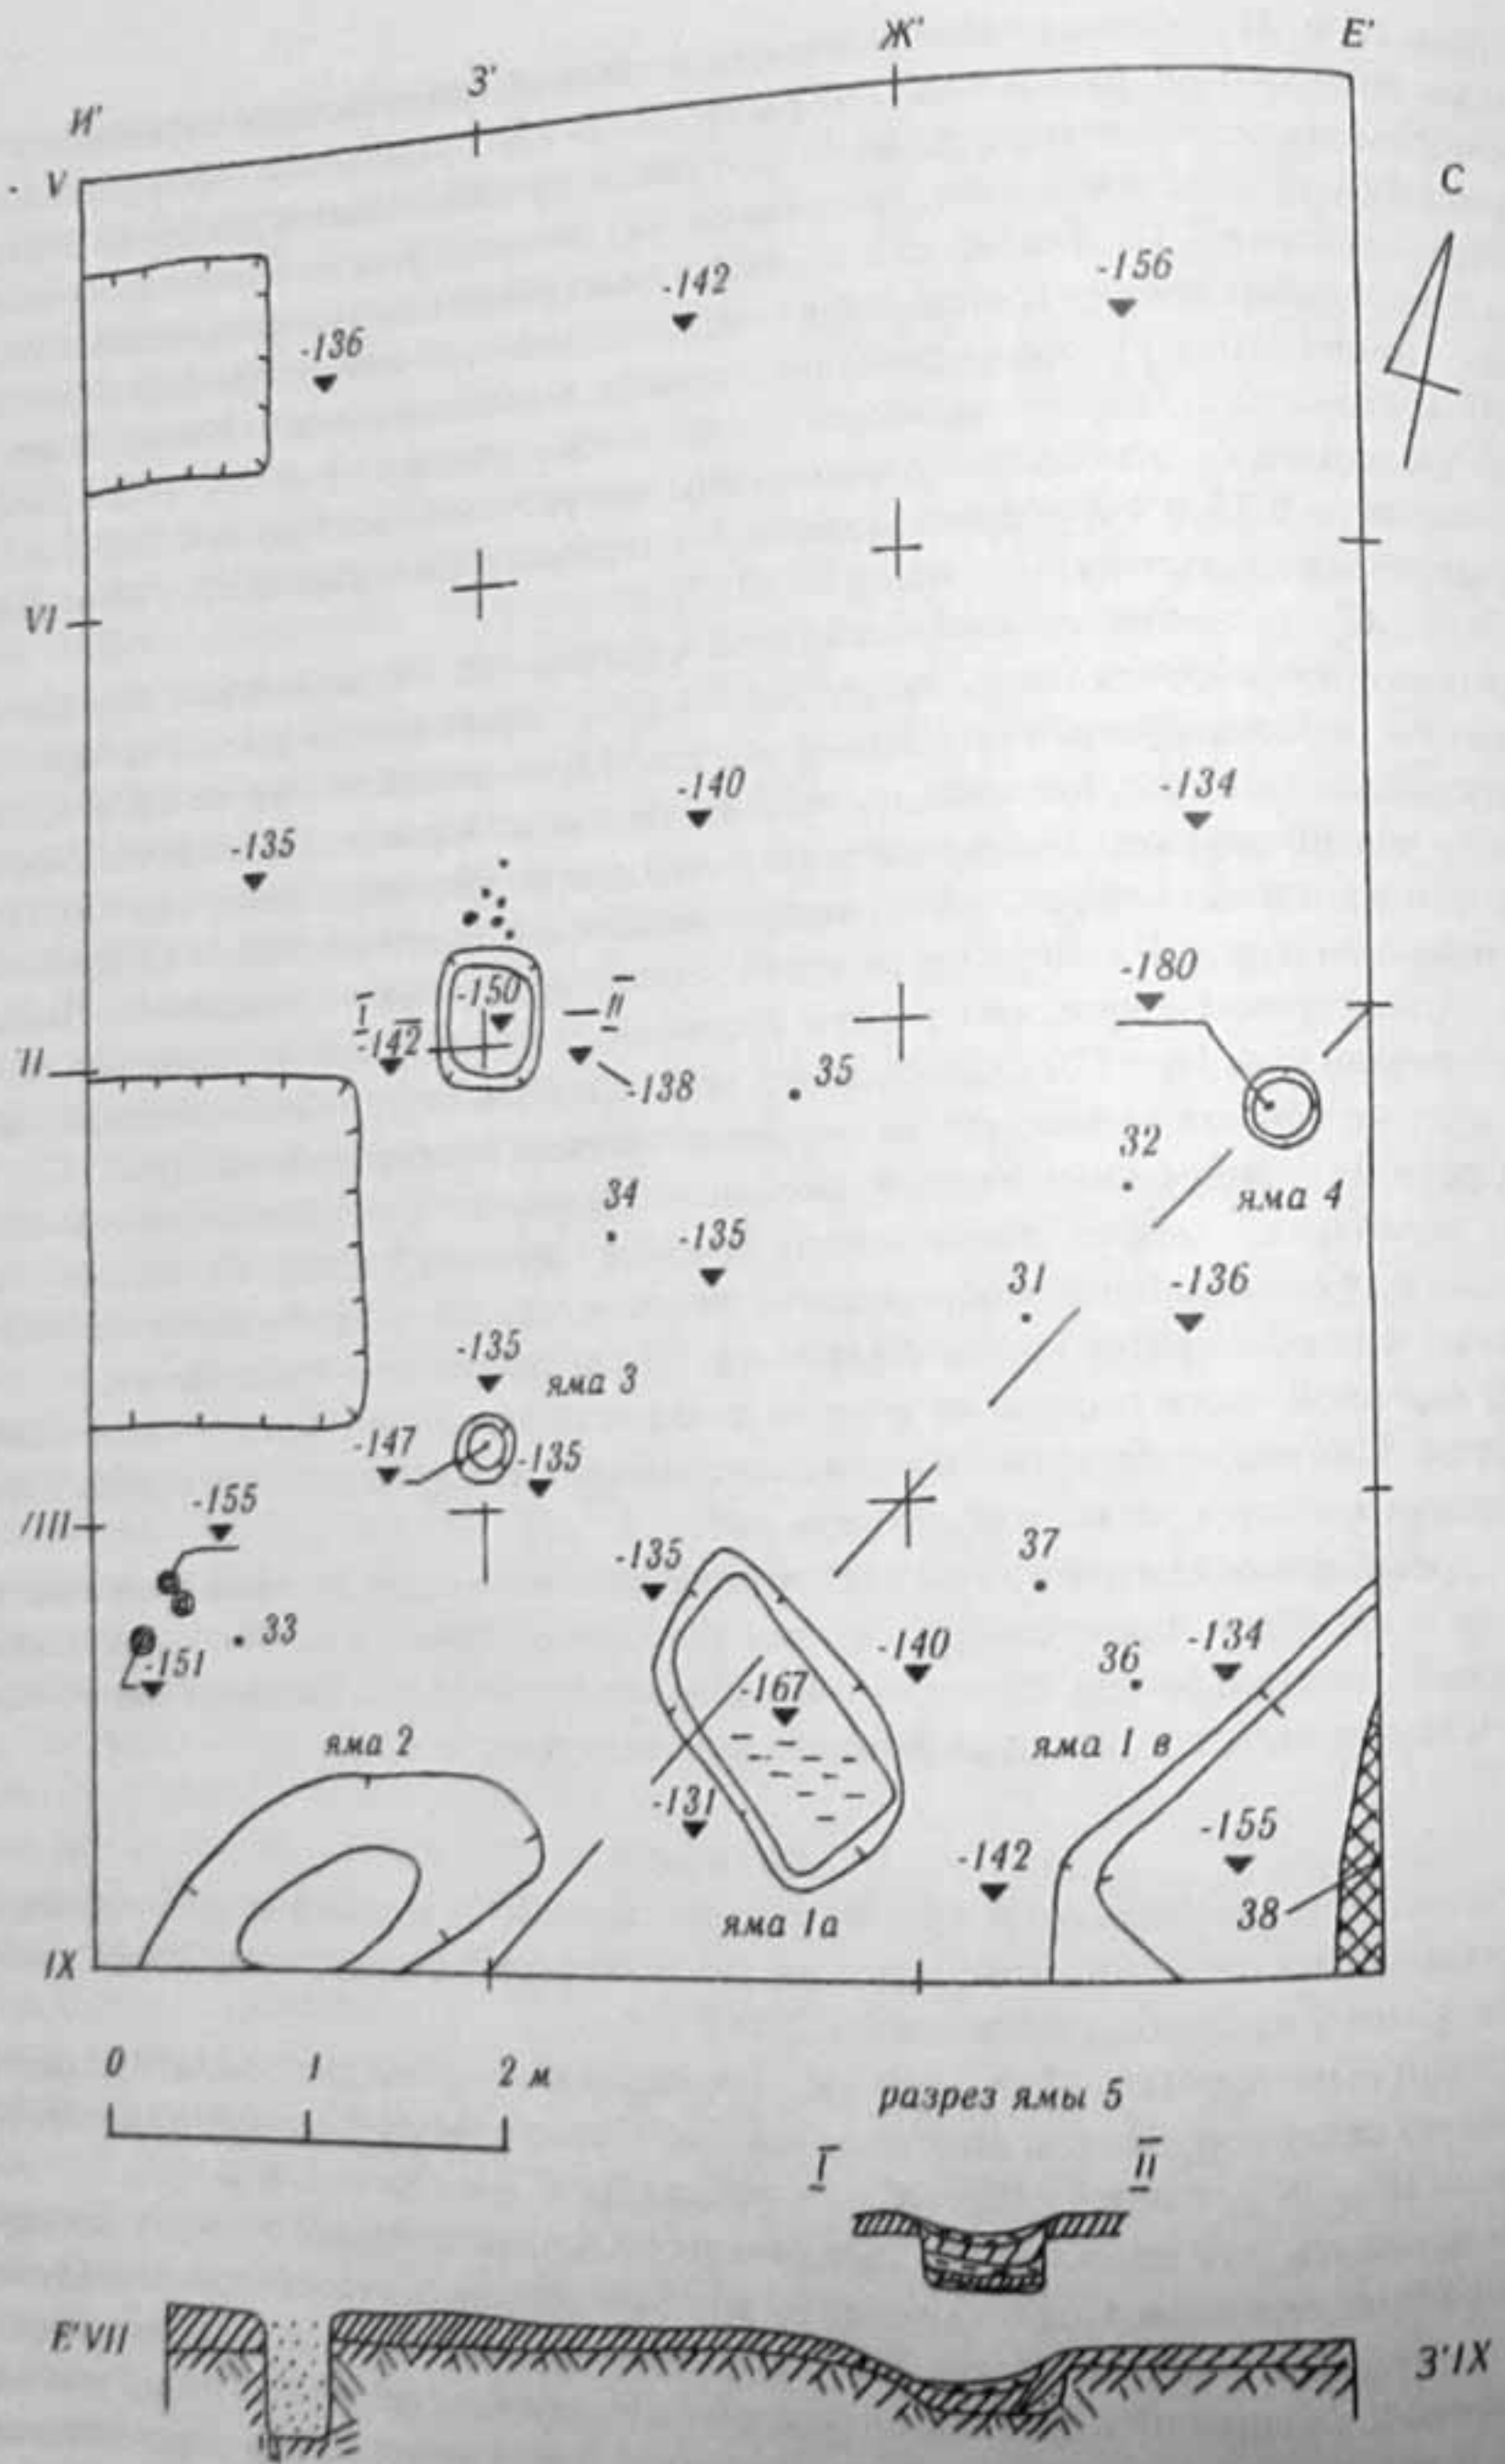 Ж' Е'
З'
И'
V С
-156
-142
-136
VI
-140 -134
-135
-180
-150
I II
-142
II
-138 35
32
34 яма 4
-135
31 -136
-135
яма 3
-147 -135
-155
/III
-135 37
33 -140 -134
-151 36
-167
яма 2 яма 1 в
-131 -155
-142
38
яма 1а
IX
0 1 2 м
разрез ямы 5
I II
Е'VII З'IX